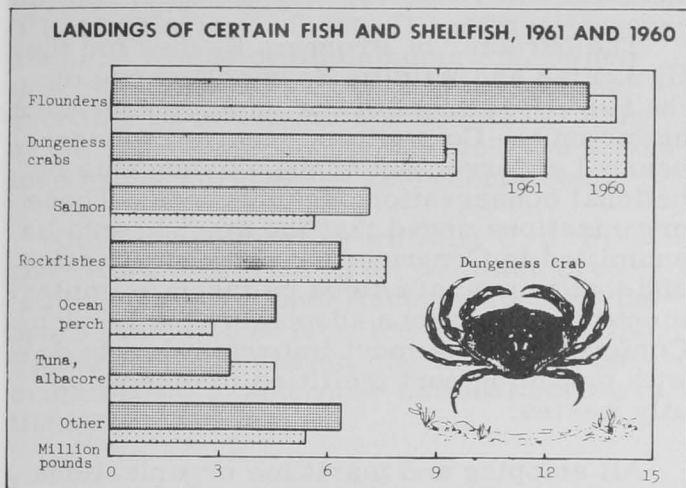 LANDINGS OF CERTAIN FISH AND SHELLFISH, 1961 AND 1960
Flounders
Dungeness
crabs
1961
1960
Salmon
Rockfishes
Dungeness Crab
Ocean
perch
Tuna,
albacore
Other
Million
pounds
0
3
6
9
12
15